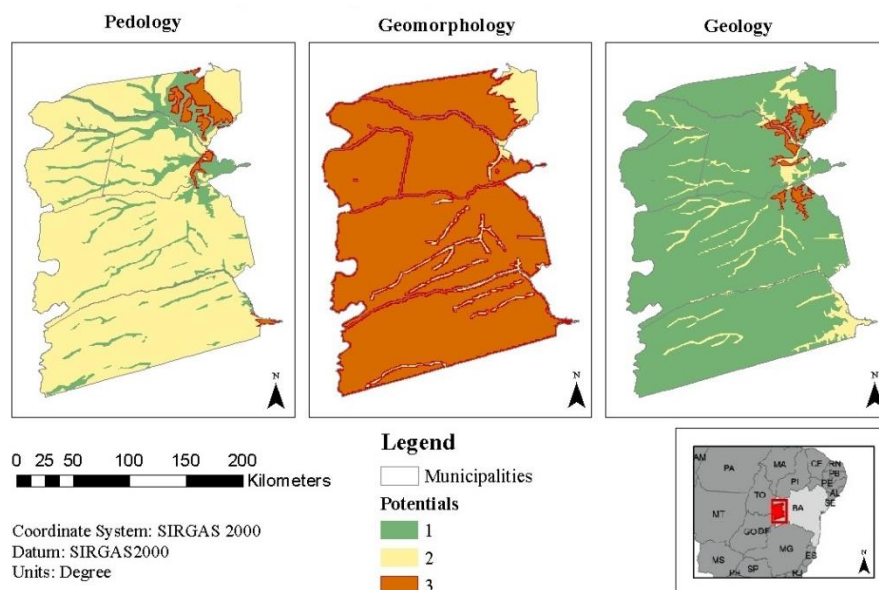 Pedology
Geomorphology
Geology
N
N
N
0 25 50 100 150 200
Kilometers
Coordinate System: SIRGAS 2000
Datum: SIRGAS2000
Units: Degree
Legend
Municipalities
Potentials
1
2
3
AM
PA
MA
CE
RN
PB
PE
AL
SE
PI
TO
BA
MT
GO
DF
MG
ES
MS
SP
RJ
PR
N